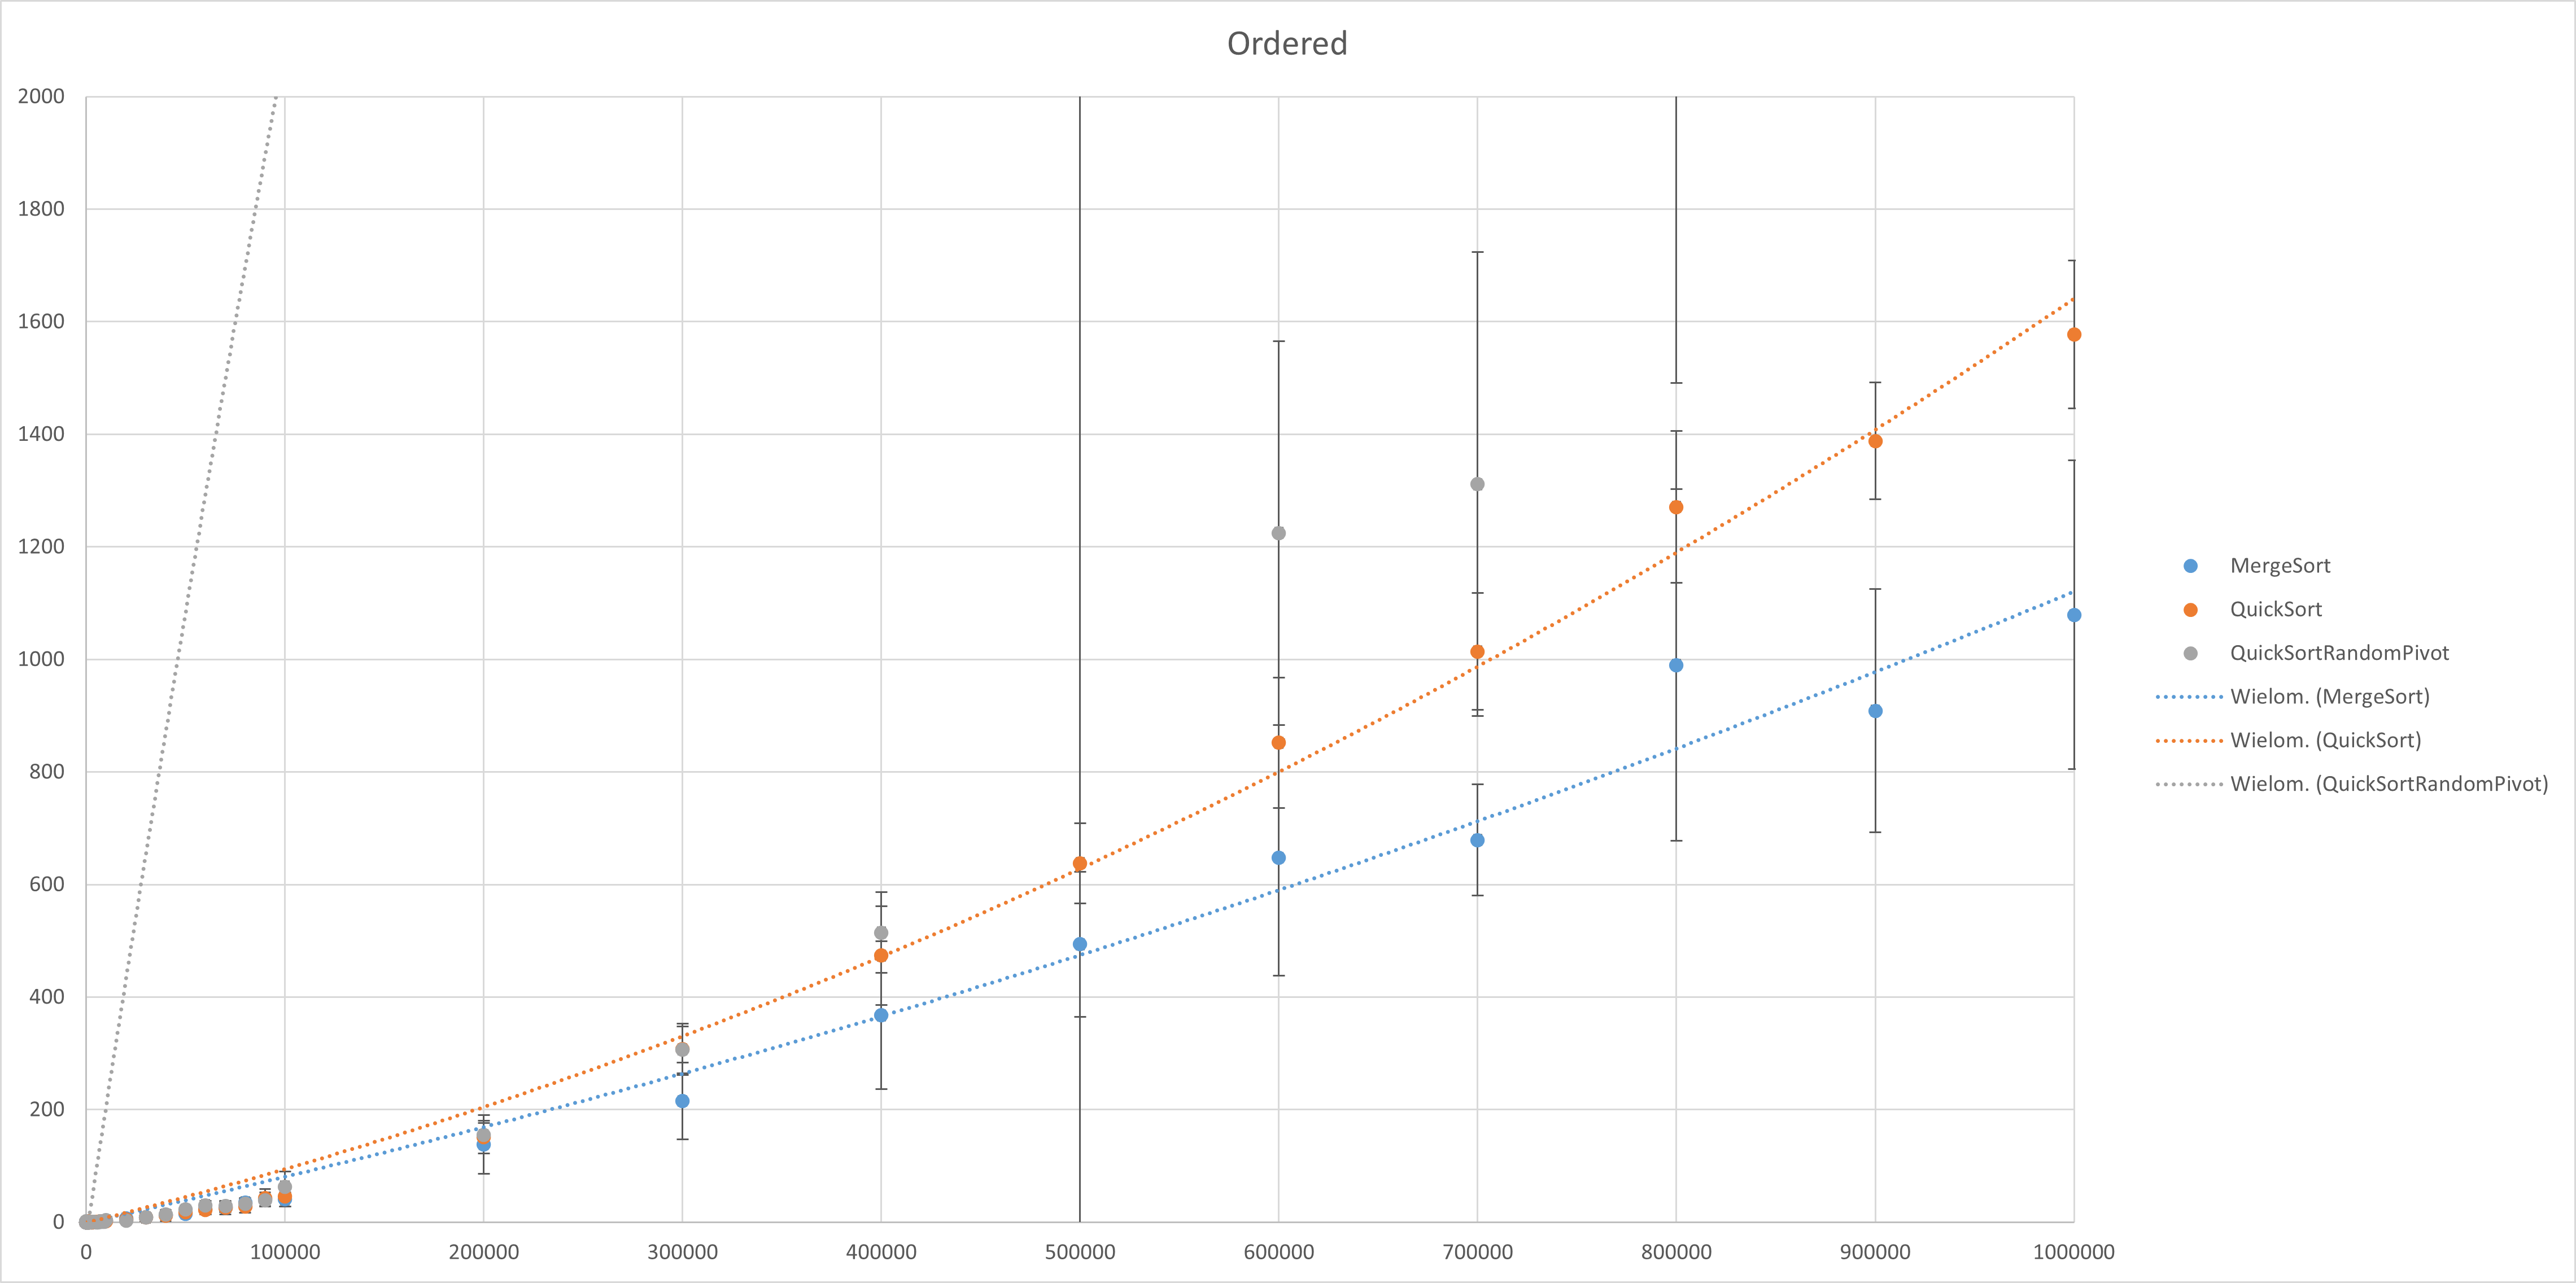 Ordered
2000
1800
1600
1400
1200
1000
800
600
400
200
0
0 100000 200000 300000 400000 500000 600000 700000 800000 900000 1000000
MergeSort
QuickSort
QuickSortRandomPivot
Wielom. (MergeSort)
Wielom. (QuickSort)
Wielom. (QuickSortRandomPivot)